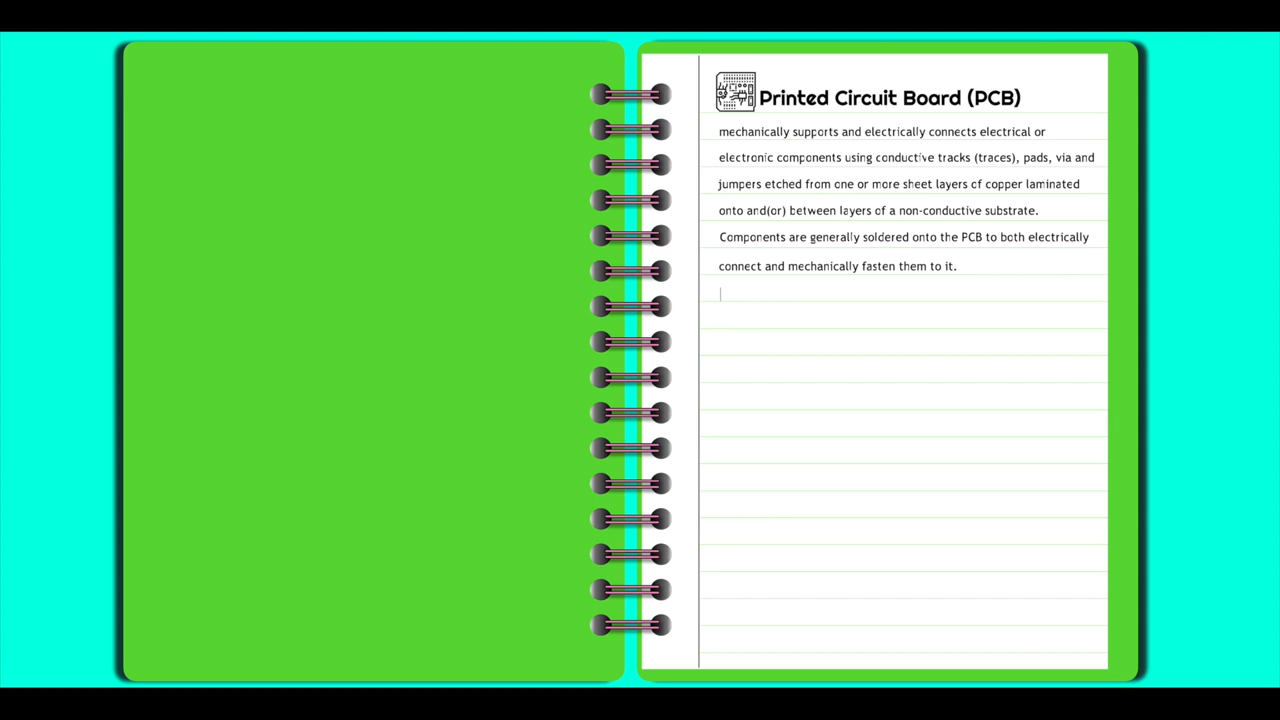 Printed Circuit Board (PCB)
mechanically supports and electrically connects electrical or
electronic components using conductive tracks (traces), pads, via and
jumpers etched from one or more sheet layers of copper laminated
onto and(or) between layers of a non-conductive substrate.
Components are generally soldered onto the PCB to both electrically
connect and mechanically fasten them to it.